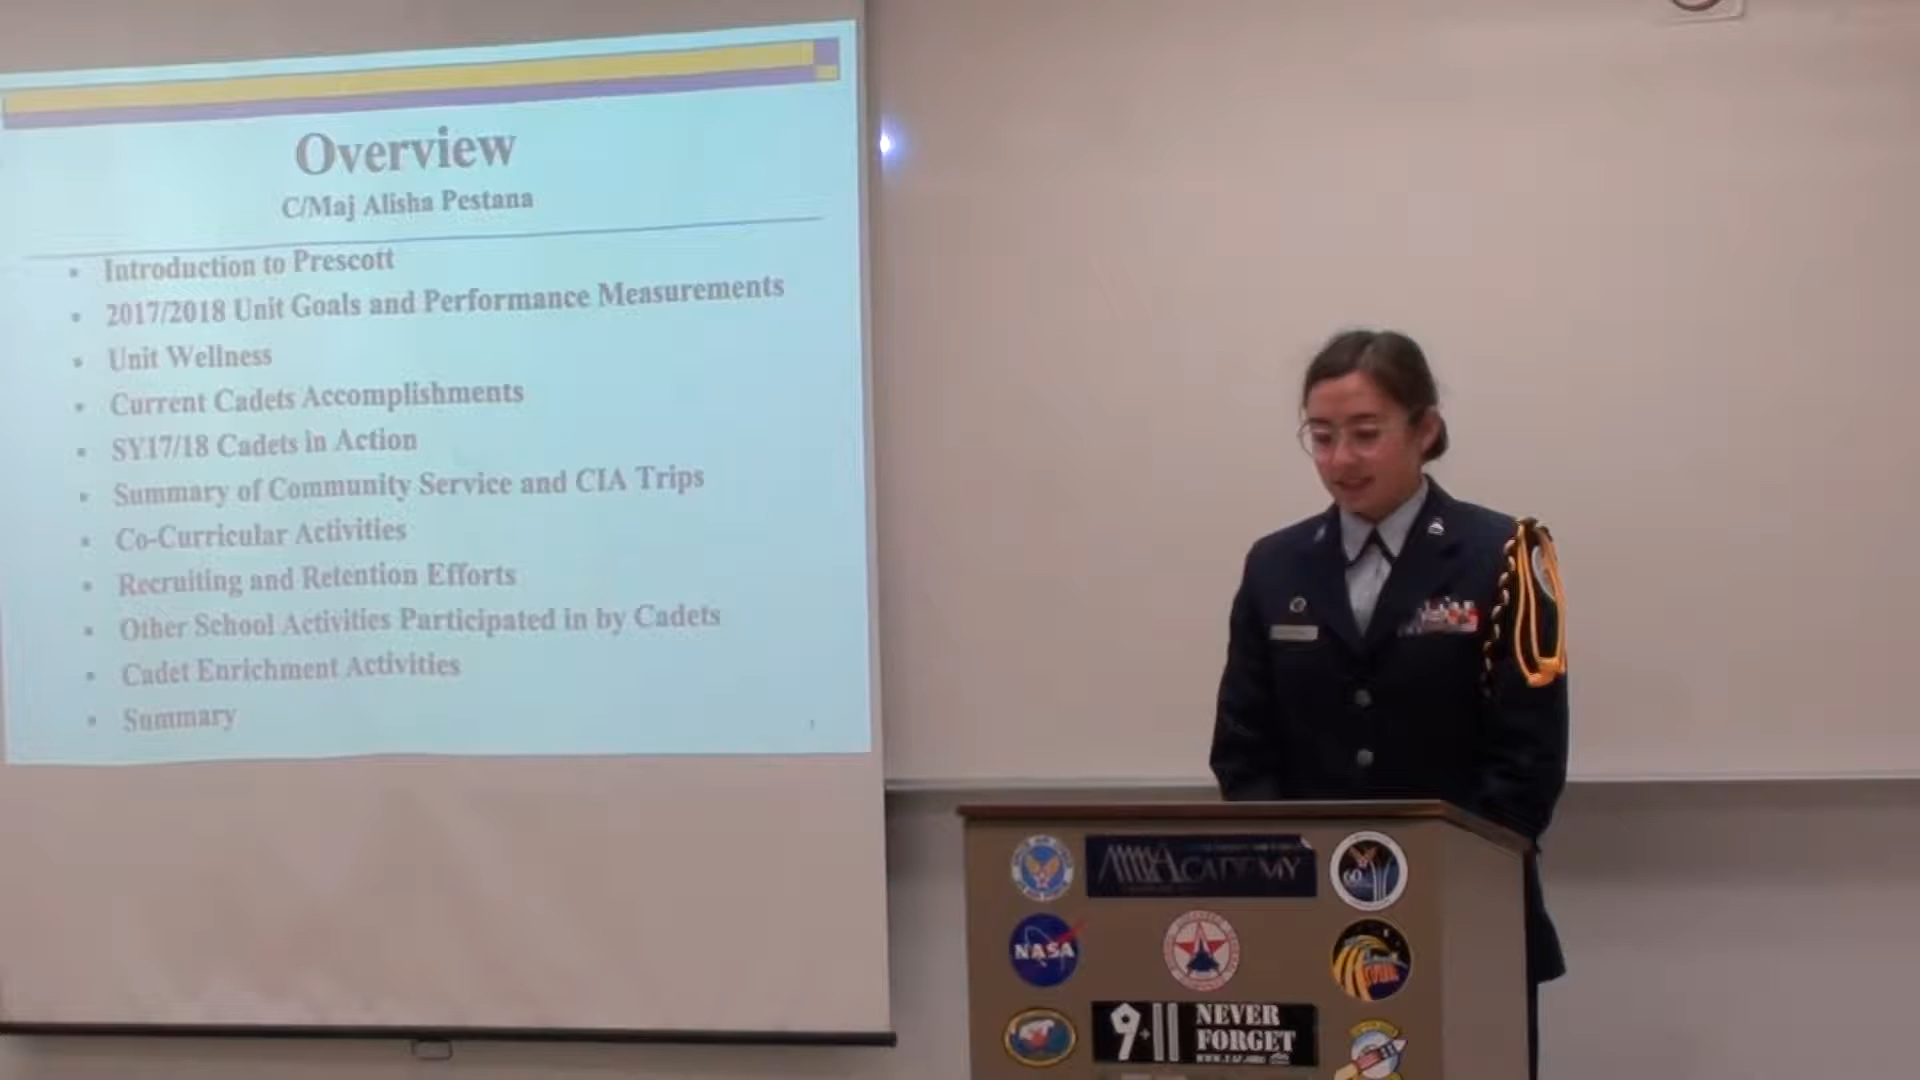 Overview
C/Maj Alisha Pestana
• Introduction to Prescott
• 2017/2018 Unit Goals and Performance Measurements
• Unit Wellness
• Current Cadets Accomplishments
• SY17/18 Cadets in Action
• Summary of Community Service and CIA Trips
• Co-Curricular Activities
• Recruiting and Retention Efforts
• Other School Activities Participated in by Cadets
• Cadet Enrichment Activities
• Summary
ACADEMY
60
NASA
9-11 NEVER
FORGET